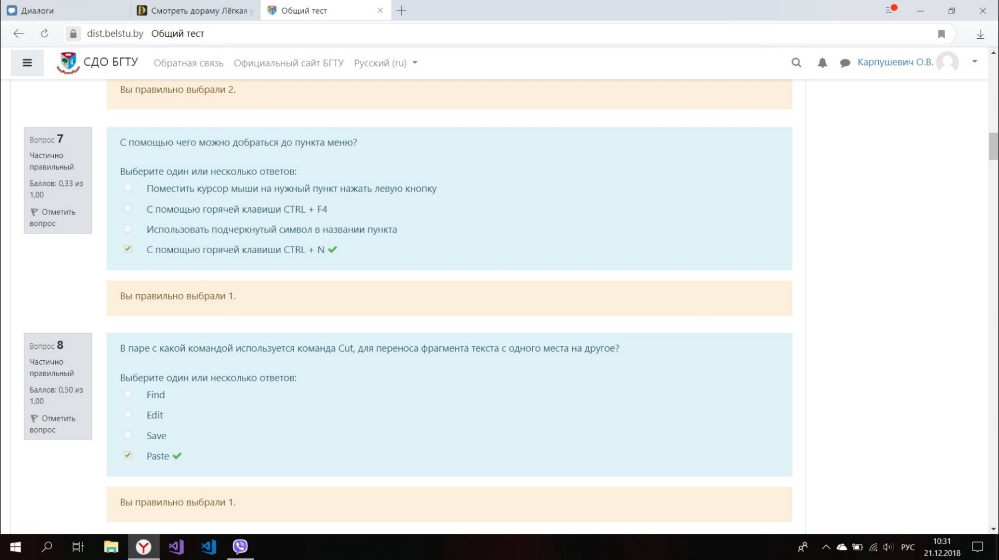 Диалоги
Смотреть дораму Лёгкая у
Общий тест
dist.belstu.by Общий тест
СДО БГТУ Обратная связь Официальный сайт БГТУ Русский (ru) Карпушевич О.В.
Вы правильно выбрали 2.
Вопрос 7
Частично
правильный
Баллов: 0,33 из
1,00
Отметить
вопрос
С помощью чего можно добраться до пункта меню?
Выберите один или несколько ответов:
Поместить курсор мыши на нужный пункт нажать левую кнопку
С помощью горячей клавиши CTRL + F4
Использовать подчеркнутый символ в названии пункта
С помощью горячей клавиши CTRL + N
Вы правильно выбрали 1.
Вопрос 8
Частично
правильный
Баллов: 0,50 из
1,00
Отметить
вопрос
В паре с какой командой используется команда Cut, для переноса фрагмента текста с одного места на другое?
Выберите один или несколько ответов:
Find
Edit
Save
Paste
Вы правильно выбрали 1.
РУС
10:31
21.12.2018